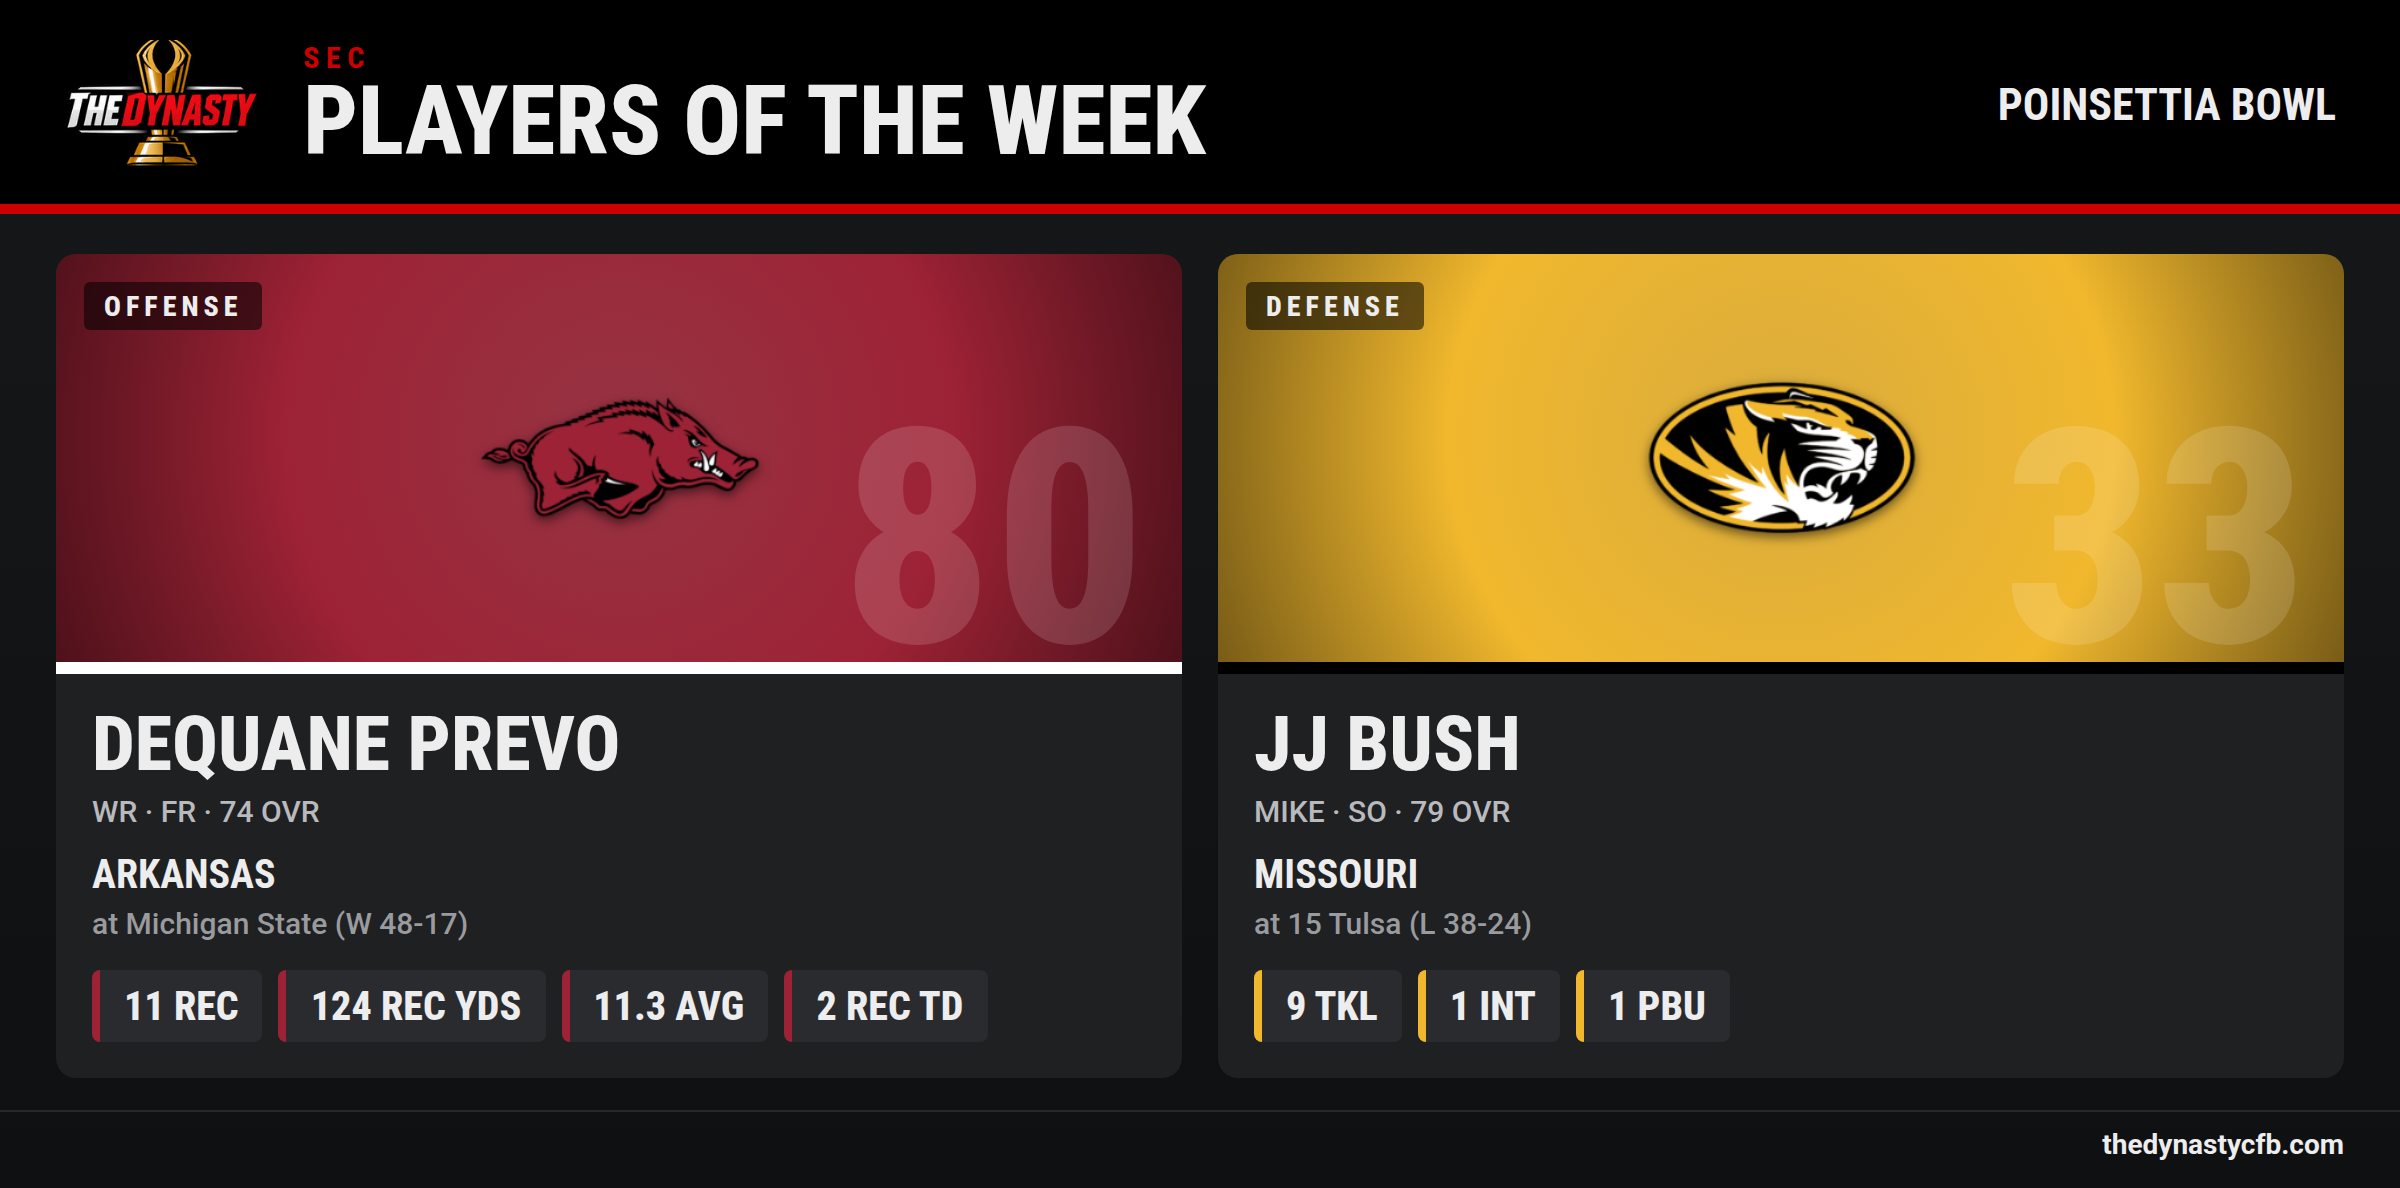 THE DYNASTY
SEC
PLAYERS OF THE WEEK
POINSETTIA BOWL
OFFENSE
80
DEQUANE PREVO
WR · FR · 74 OVR
ARKANSAS
at Michigan State (W 48-17)
11 REC
124 REC YDS
11.3 AVG
2 REC TD
DEFENSE
33
JJ BUSH
MIKE · SO · 79 OVR
MISSOURI
at 15 Tulsa (L 38-24)
9 TKL
1 INT
1 PBU
thedynastycfb.com